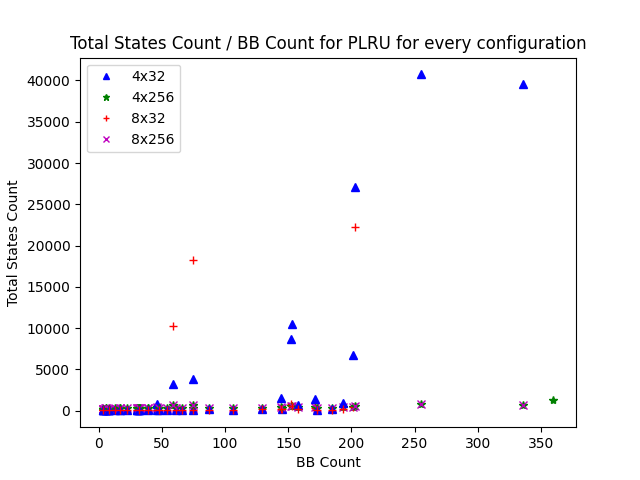 Total States Count / BB Count for PLRU for every configuration
4x32
4x256
8x32
8x256
40000
35000
30000
25000
20000
15000
10000
5000
0
Total States Count
0 50 100 150 200 250 300 350
BB Count